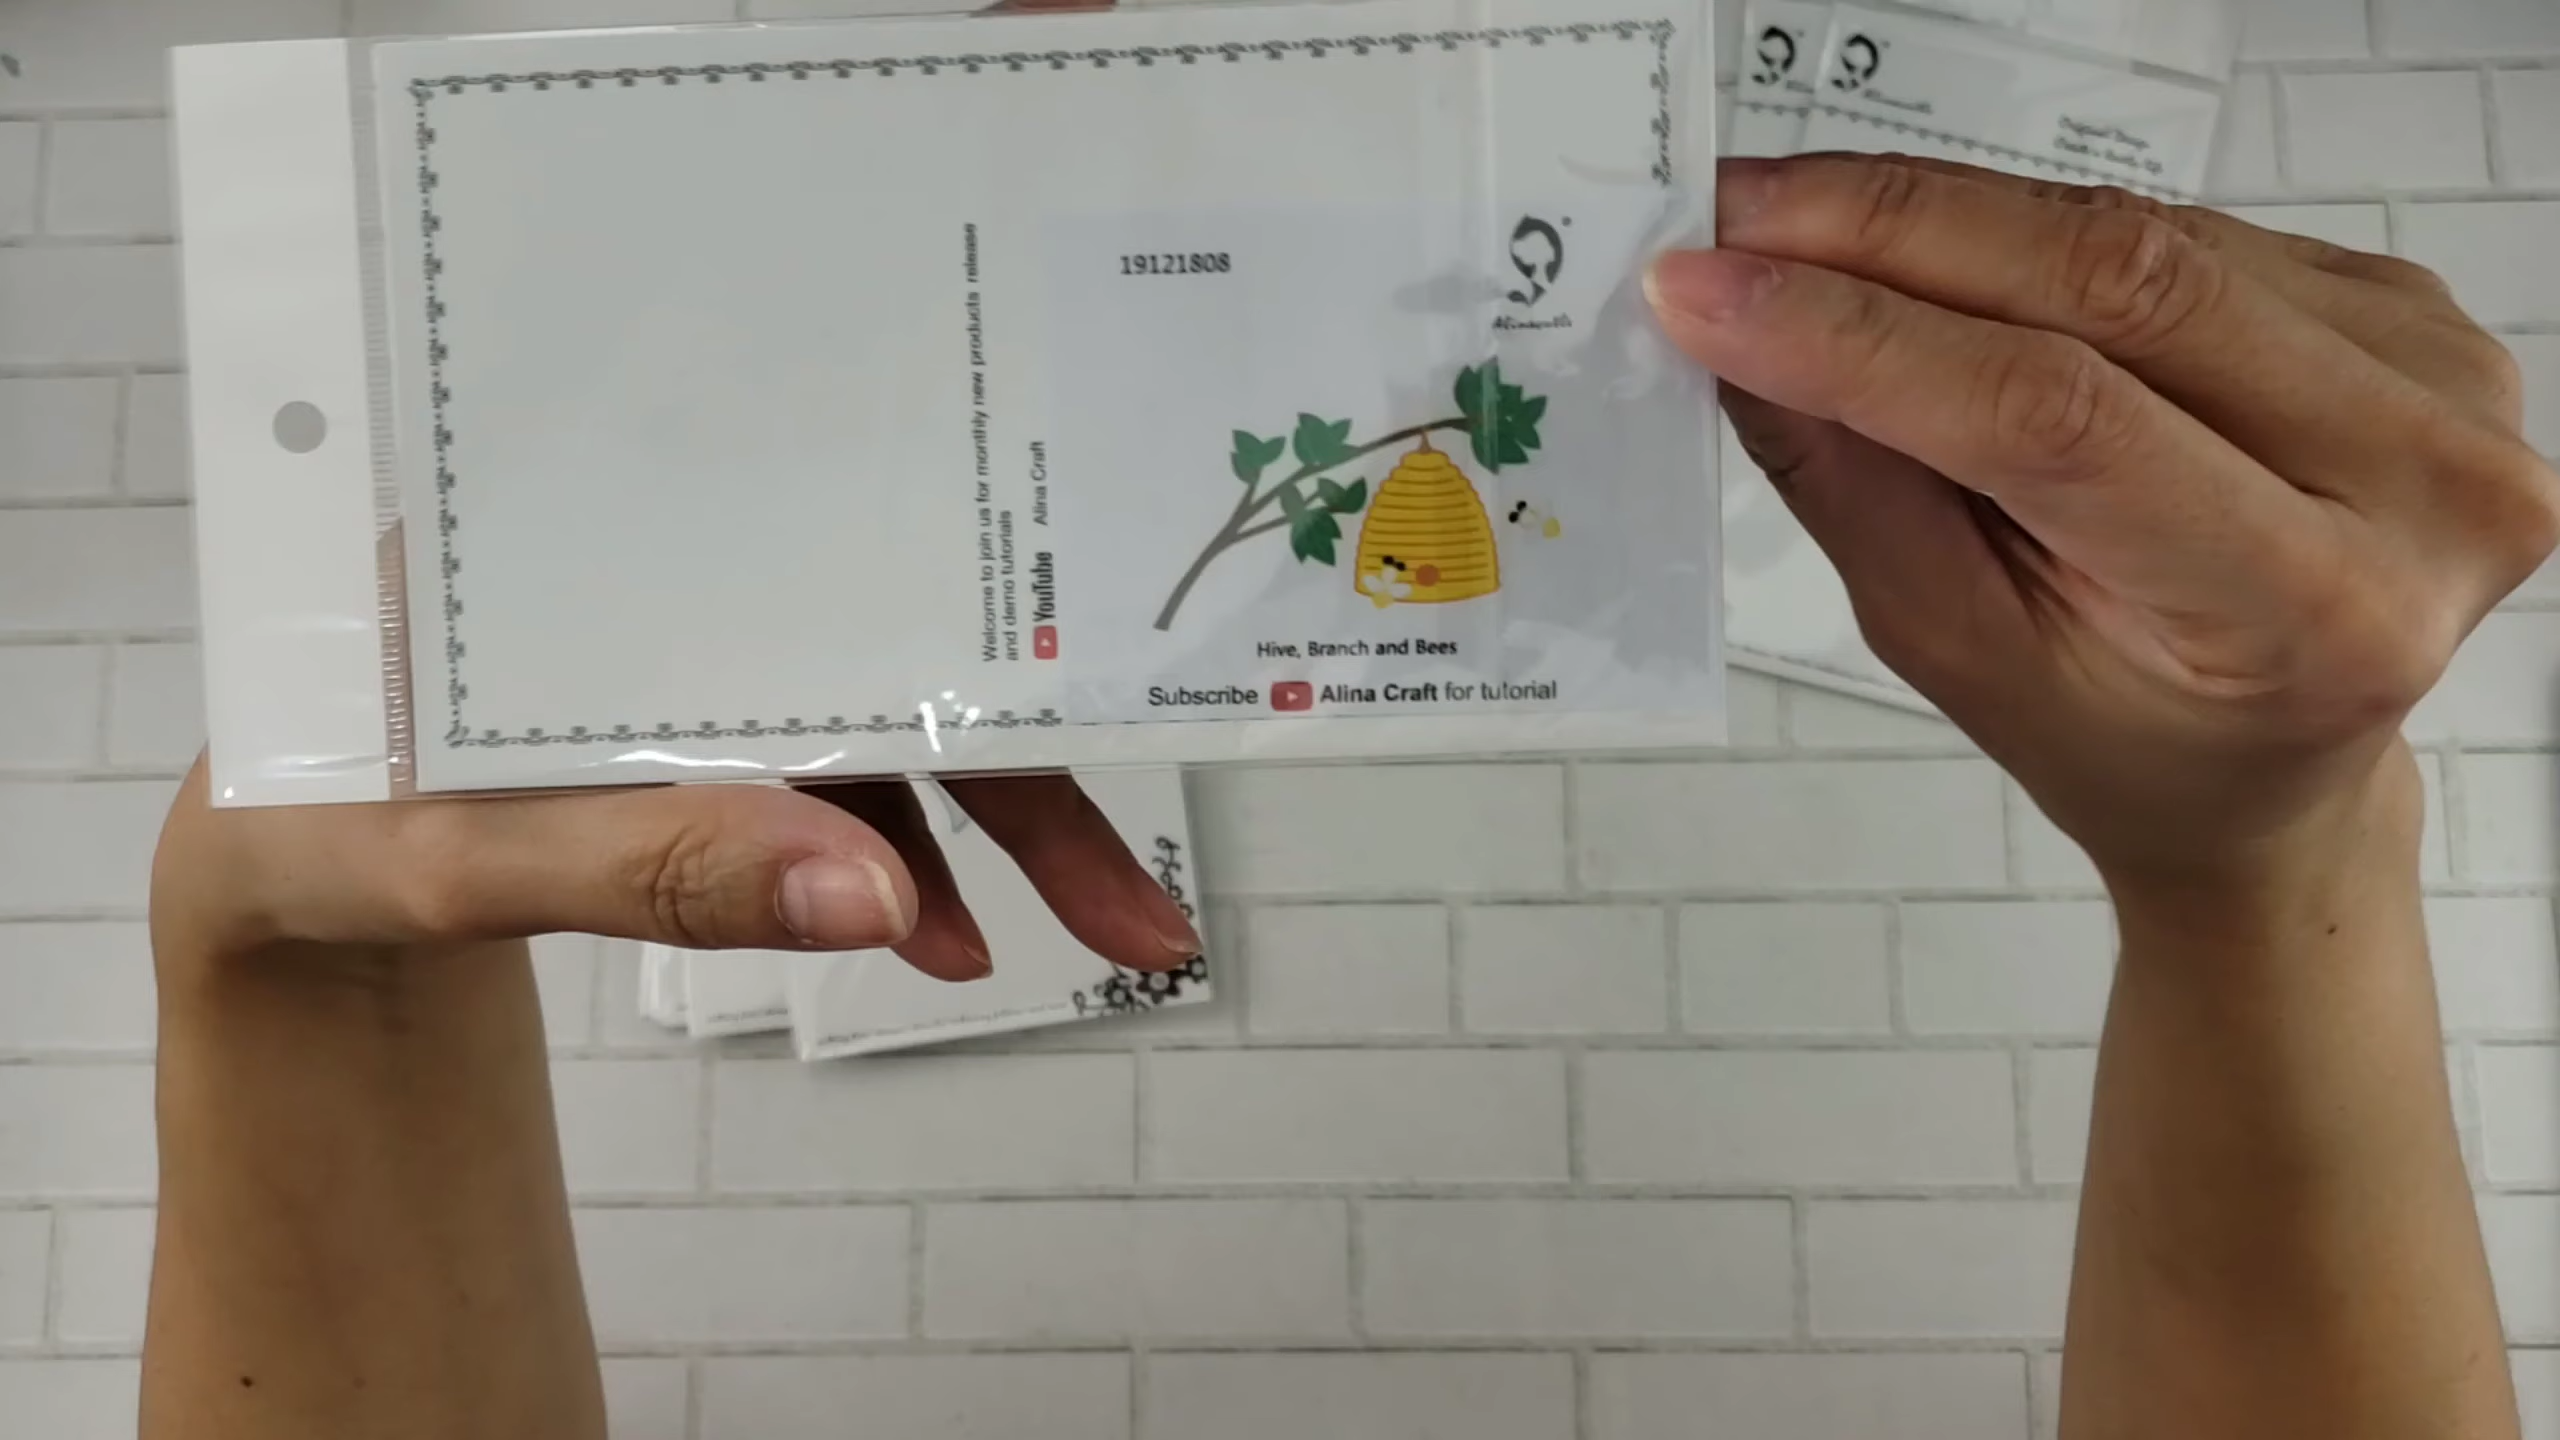 Welcome to join us for monthly new products release
and demo tutorials
YouTube Alina Craft
19121808
Hive, Branch and Bees
Subscribe Alina Craft for tutorial